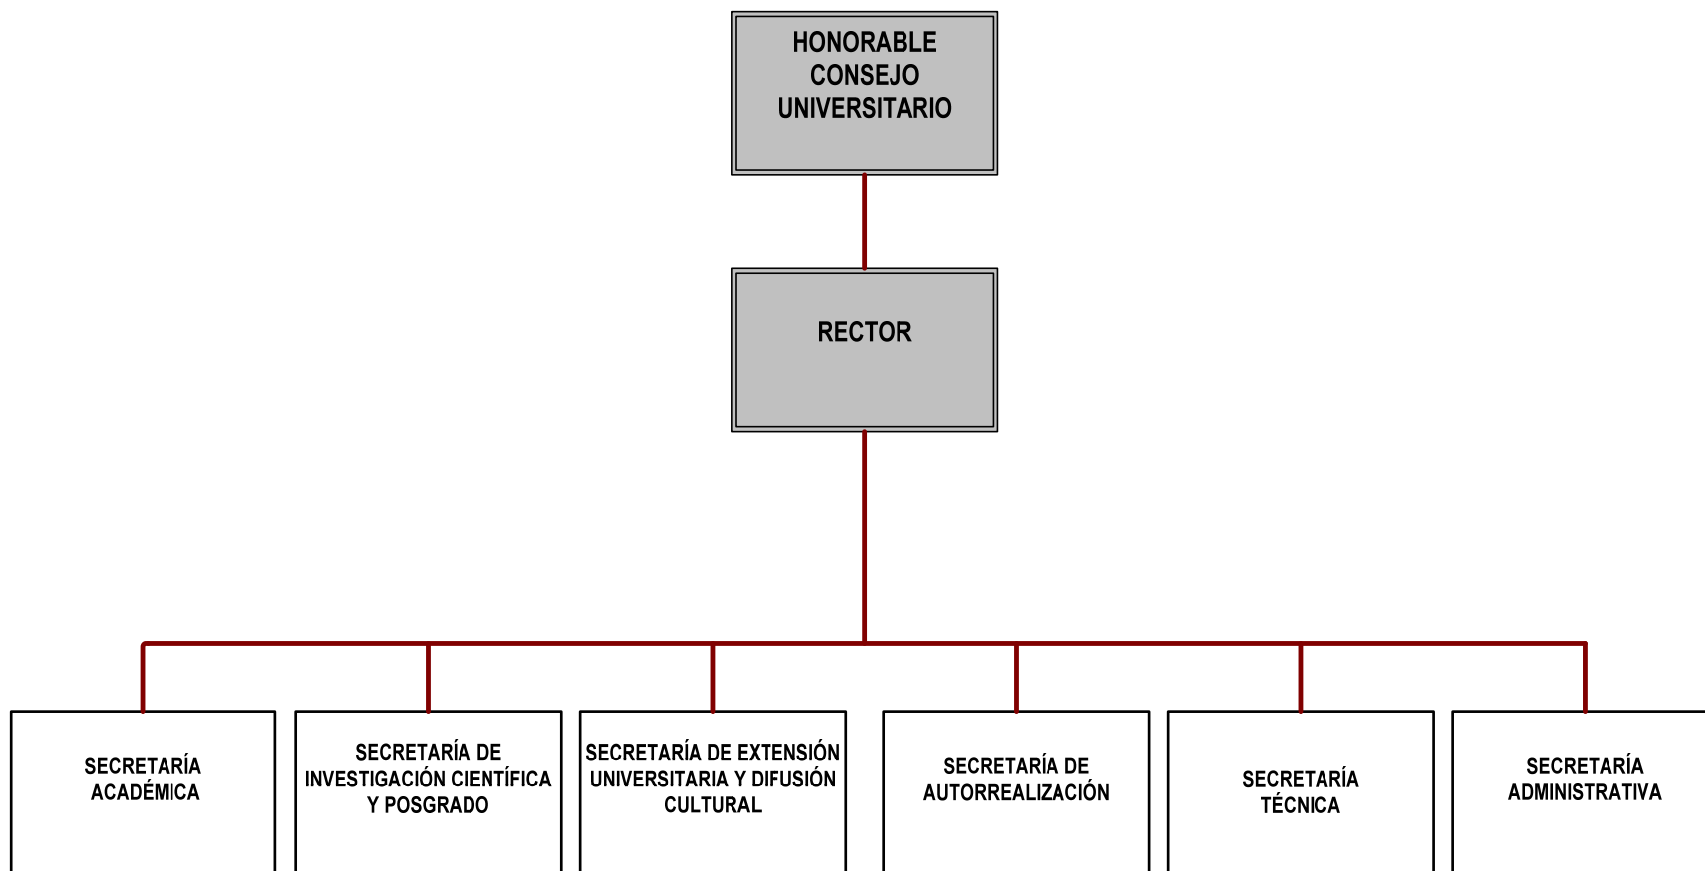 HONORABLE
CONSEJO
UNIVERSITARIO
RECTOR
SECRETARÍA
ACADÉMICA
SECRETARÍA DE
INVESTIGACIÓN CIENTÍFICA
Y POSGRADO
SECRETARÍA DE EXTENSIÓN
UNIVERSITARIA Y DIFUSIÓN
CULTURAL
SECRETARÍA DE
AUTORREALIZACIÓN
SECRETARÍA
TÉCNICA
SECRETARÍA
ADMINISTRATIVA